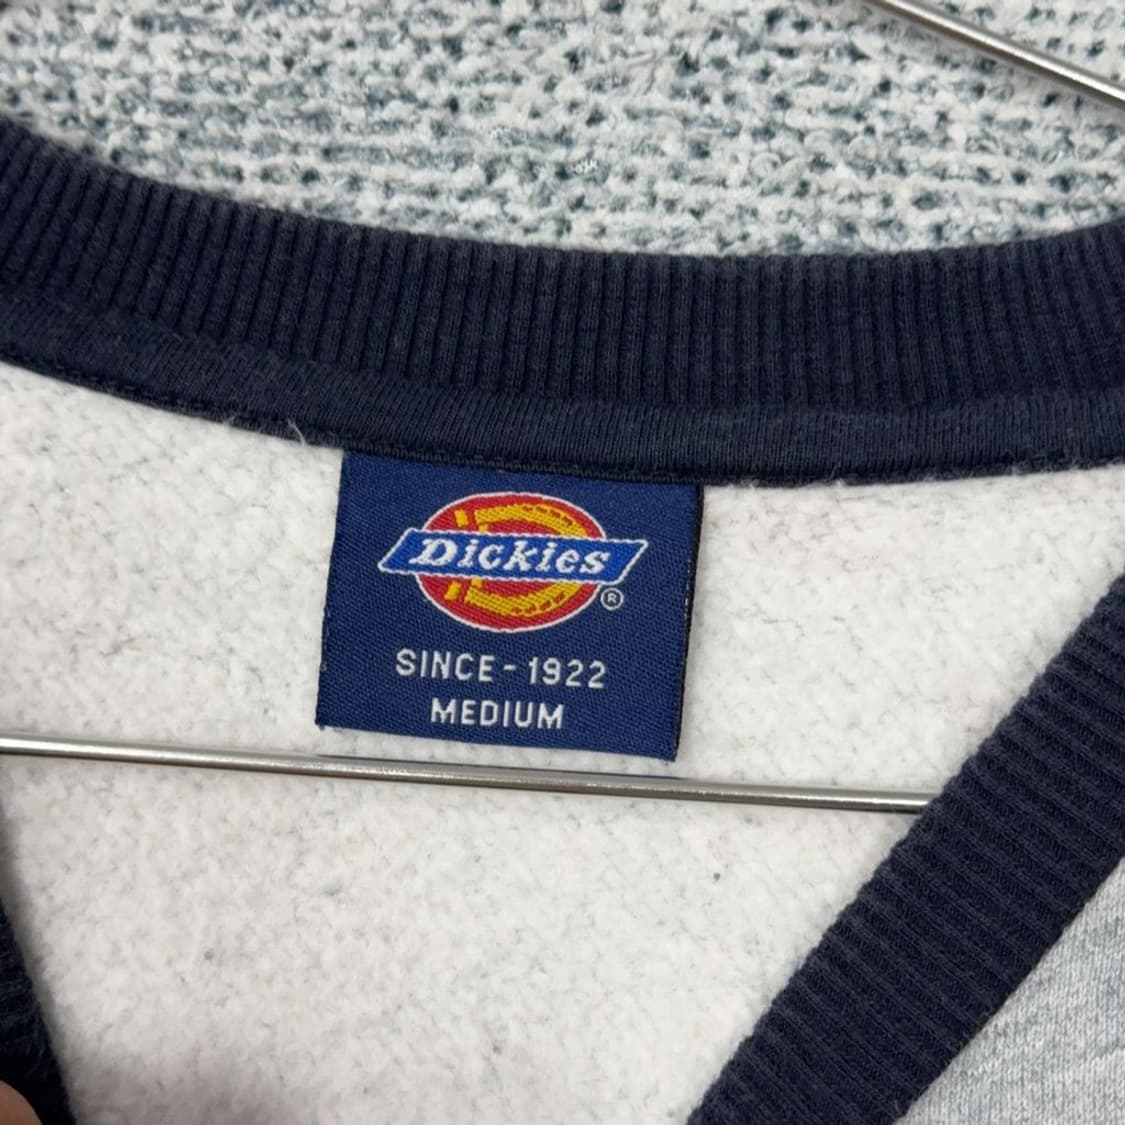 Dickies
®
SINCE - 1922
MEDIUM